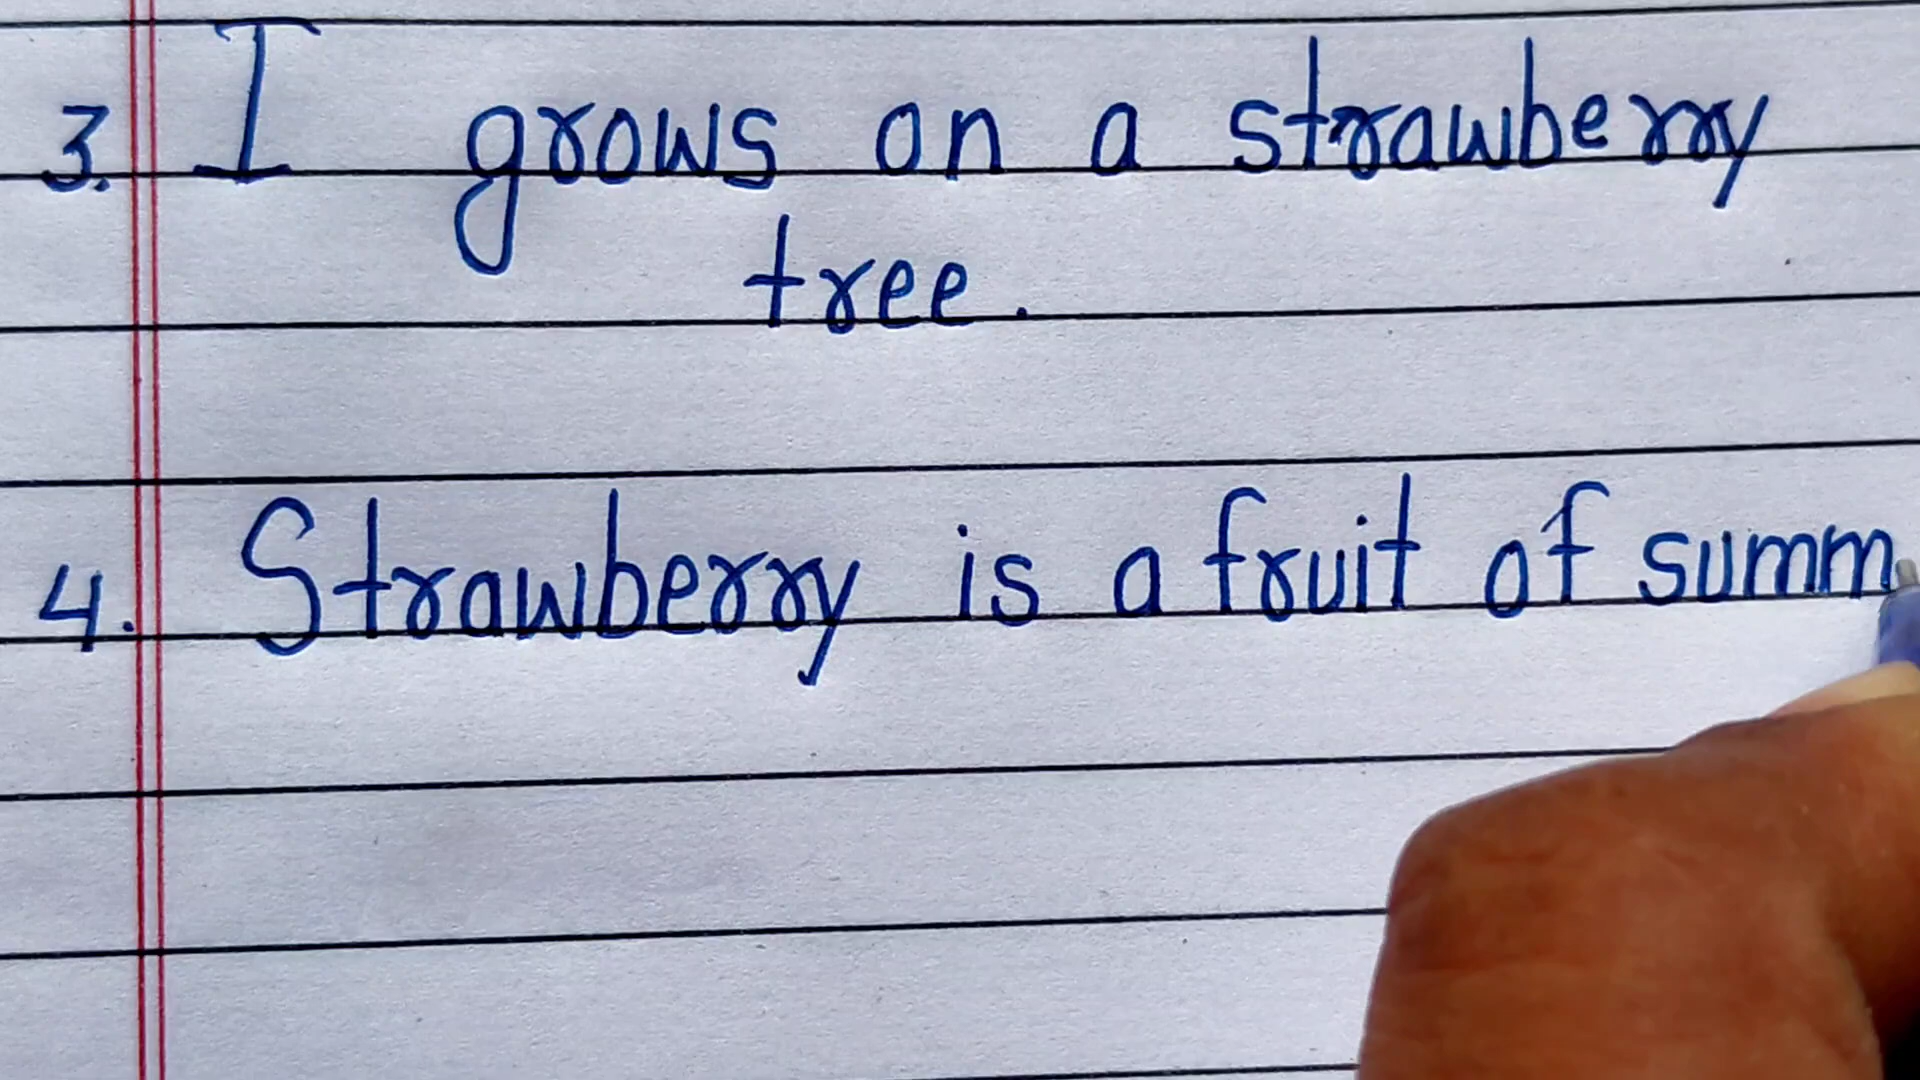 3. I grows on a strawberry
tree.
4. Strawberry is a fruit of summ